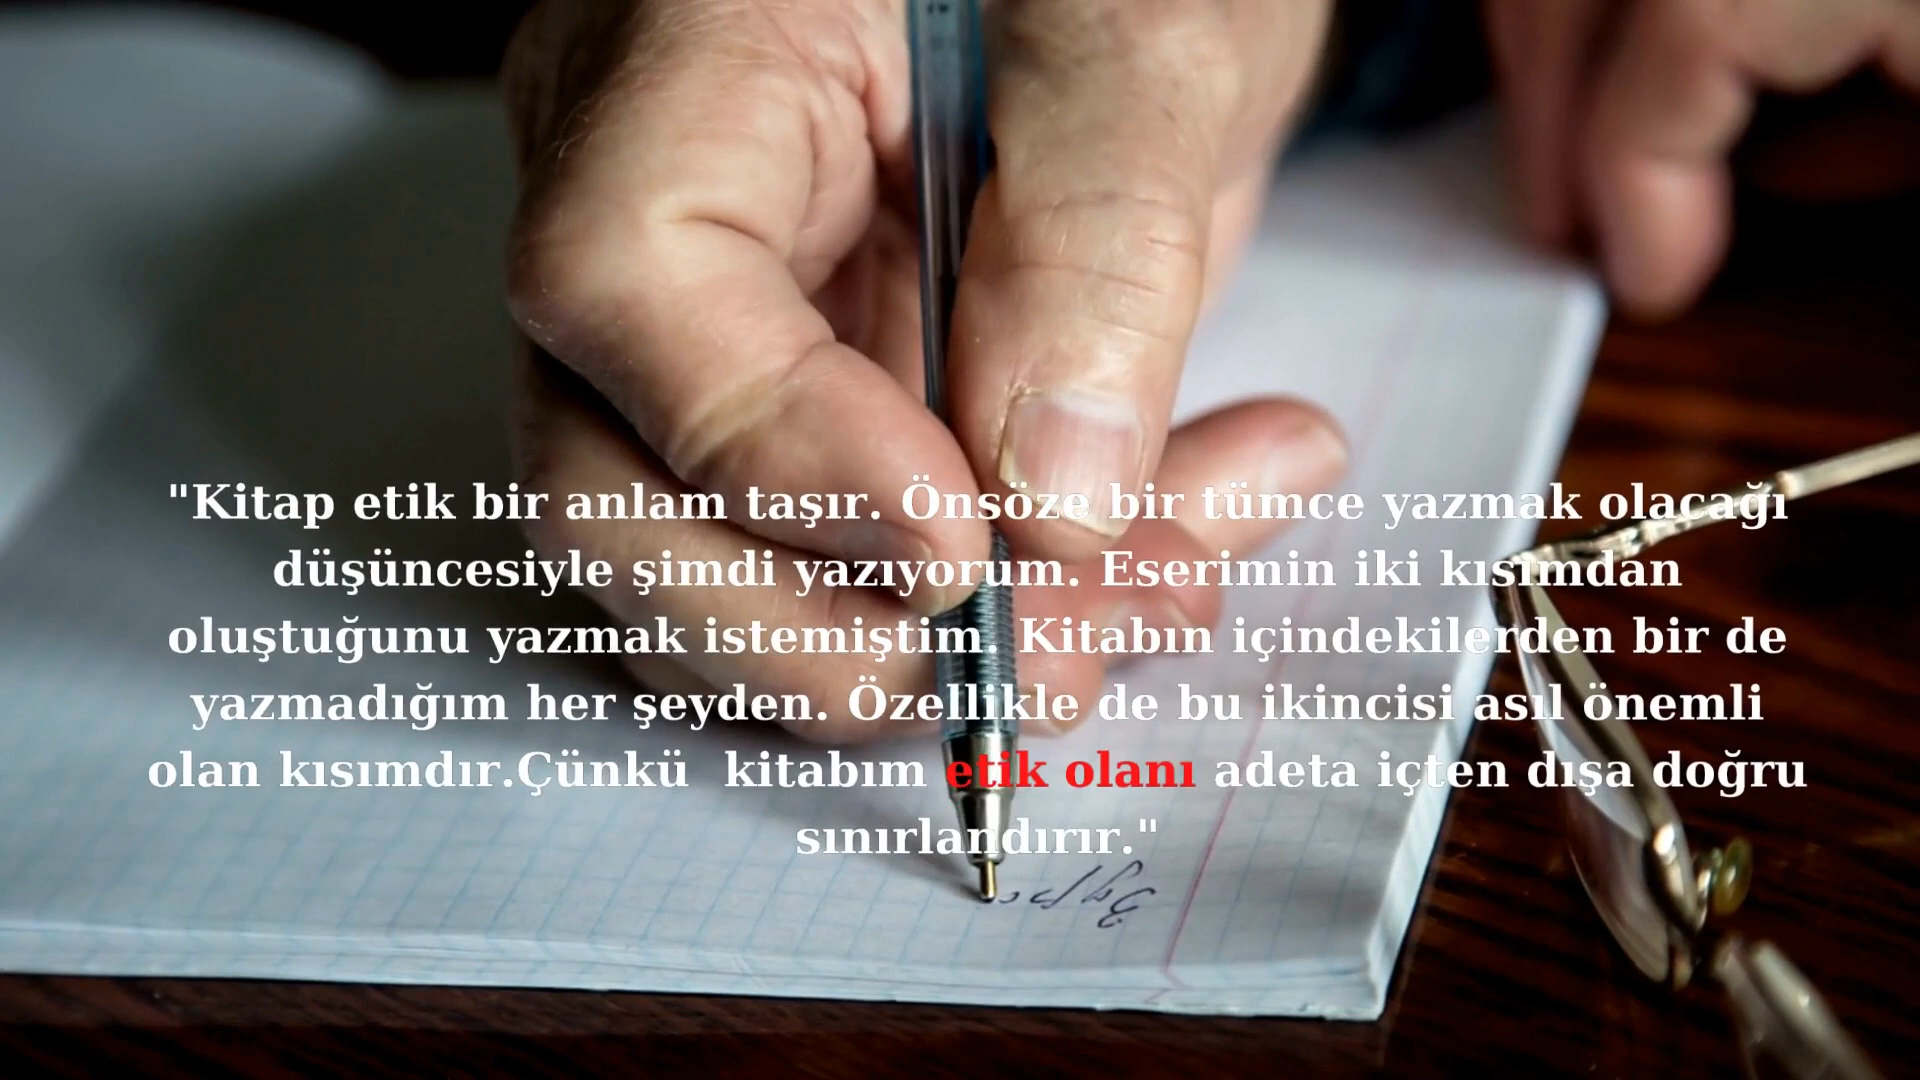 "Kitap etik bir anlam taşır. Önsöze bir tümce yazmak olacağı
düşüncesiyle şimdi yazıyorum. Eserimin iki kısımdan
oluştuğunu yazmak istemiştim. Kitabın içindekilerden bir de
yazmadığım her şeyden. Özellikle de bu ikincisi asıl önemli
olan kısımdır.Çünkü  kitabım etik olanı adeta içten dışa doğru
sınırlandırır."